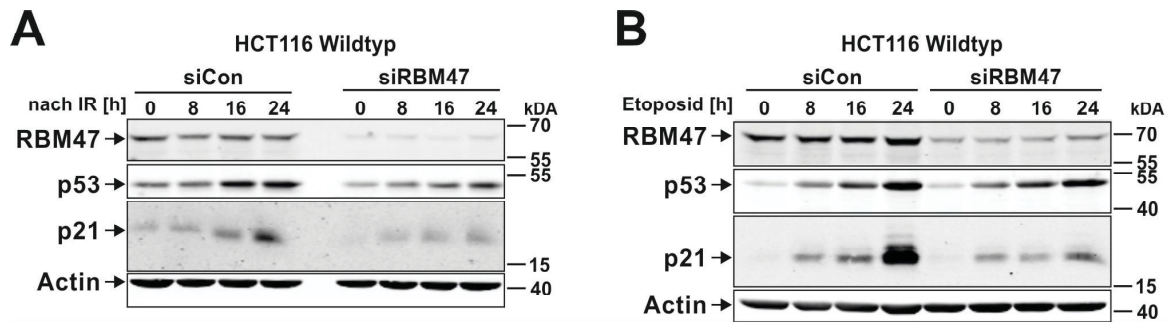 A
HCT116 Wildtyp
siCon siRBM47
nach IR [h] 0 8 16 24 0 8 16 24 kDA
RBM47 70
55
p53 55
p21
15
Actin 40
B
HCT116 Wildtyp
siCon siRBM47
Etoposid [h] 0 8 16 24 0 8 16 24 kDA
RBM47 70
55
p53 55
40
p21
15
Actin 40